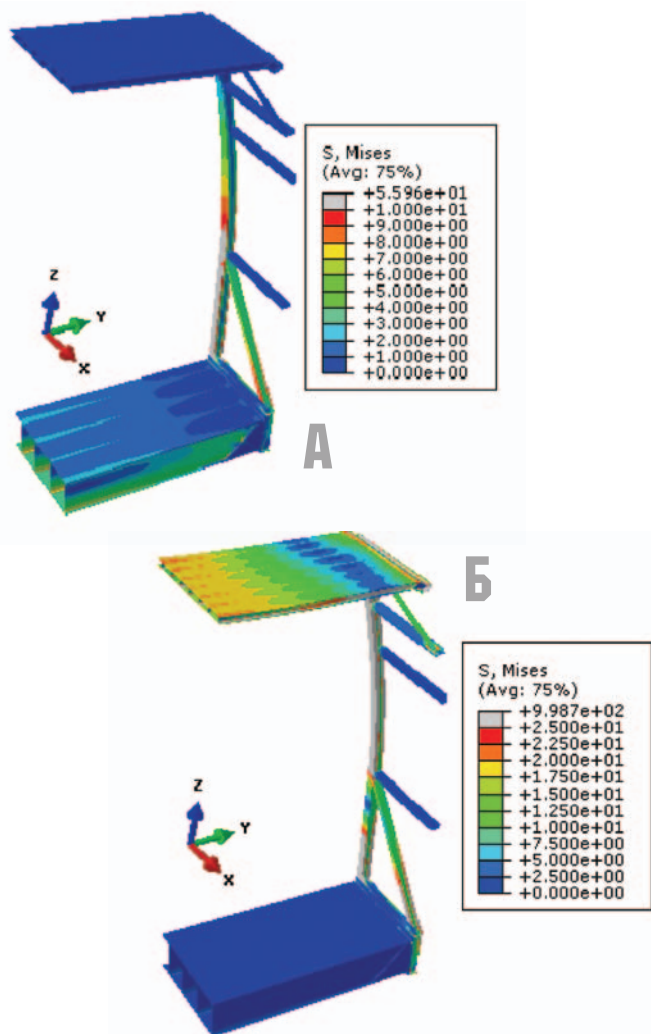 S, Mises
(Avg: 75%)
+5.596e+01
+1.000e+01
+9.000e+00
+8.000e+00
+7.000e+00
+6.000e+00
+5.000e+00
+4.000e+00
+3.000e+00
+2.000e+00
+1.000e+00
+0.000e+00
Z
Y
X
А
Б
S, Mises
(Avg: 75%)
+9.987e+02
+2.500e+01
+2.250e+01
+2.000e+01
+1.750e+01
+1.500e+01
+1.250e+01
+1.000e+01
+7.500e+00
+5.000e+00
+2.500e+00
+0.000e+00
Z
Y
X